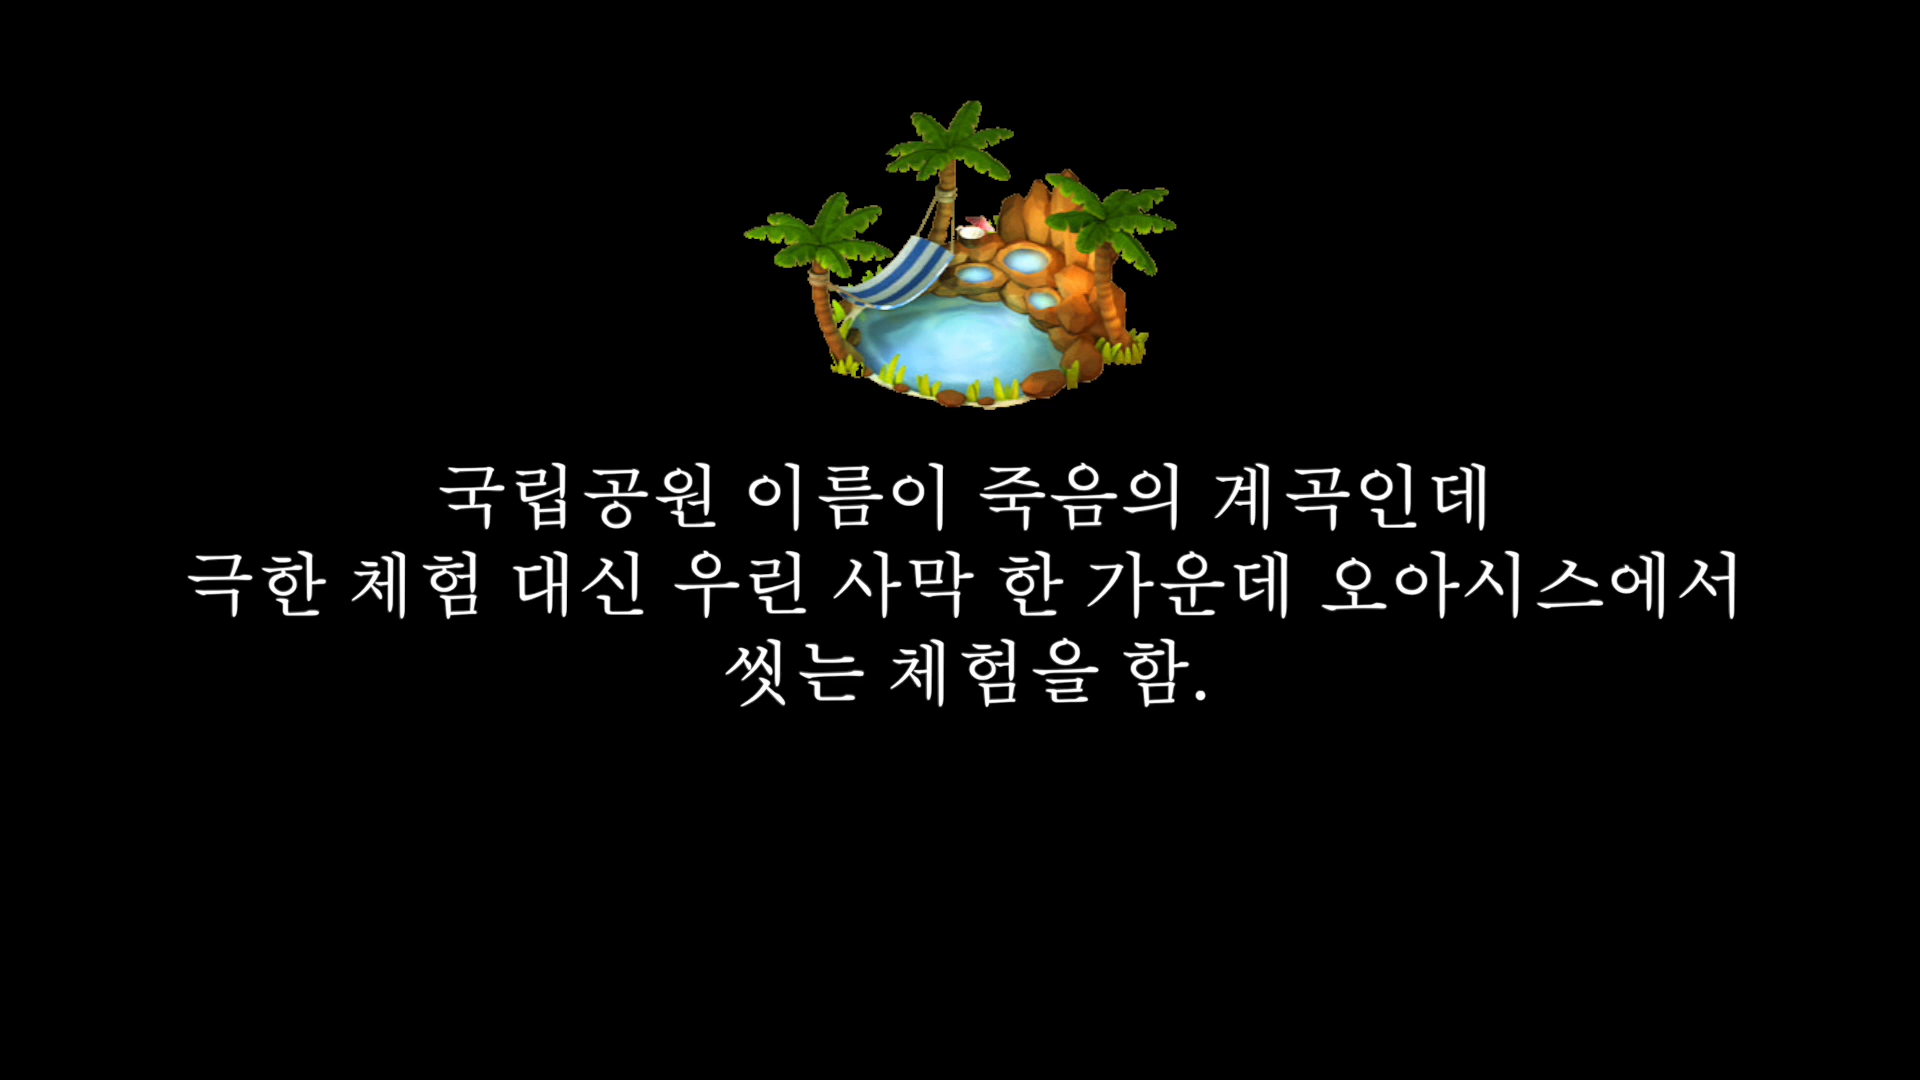 국립공원 이름이 죽음의 계곡인데
극한 체험 대신 우린 사막 한 가운데 오아시스에서
씻는 체험을 함.